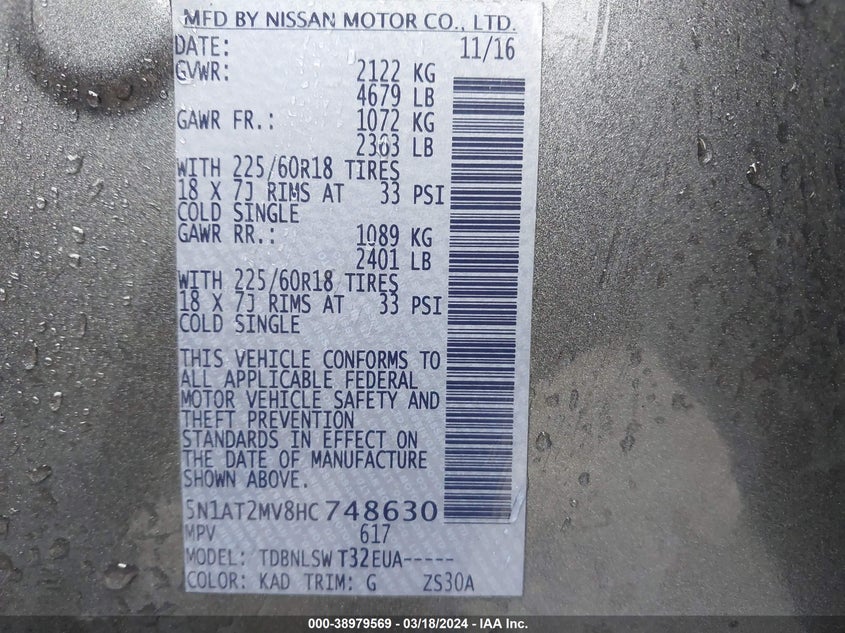 MFD BY NISSAN MOTOR CO., LTD.
DATE: 11/16
GVWR: 2122 KG
4679 LB
GAWR FR.: 1072 KG
2363 LB
WITH 225/60R18 TIRES
18 X 7J RIMS AT 33 PSI
COLD SINGLE
GAWR RR.: 1089 KG
2401 LB
WITH 225/60R18 TIRES
18 X 7J RIMS AT 33 PSI
COLD SINGLE
THIS VEHICLE CONFORMS TO
ALL APPLICABLE FEDERAL
MOTOR VEHICLE SAFETY AND
THEFT PREVENTION
STANDARDS IN EFFECT ON
THE DATE OF MANUFACTURE
SHOWN ABOVE.
5N1AT2MV8HC748630
MPV 617
MODEL: TDBNLSW T32EUA-----
COLOR: KAD TRIM: G ZS30A
000-38979569 — 03/18/2024 - IAA Inc.